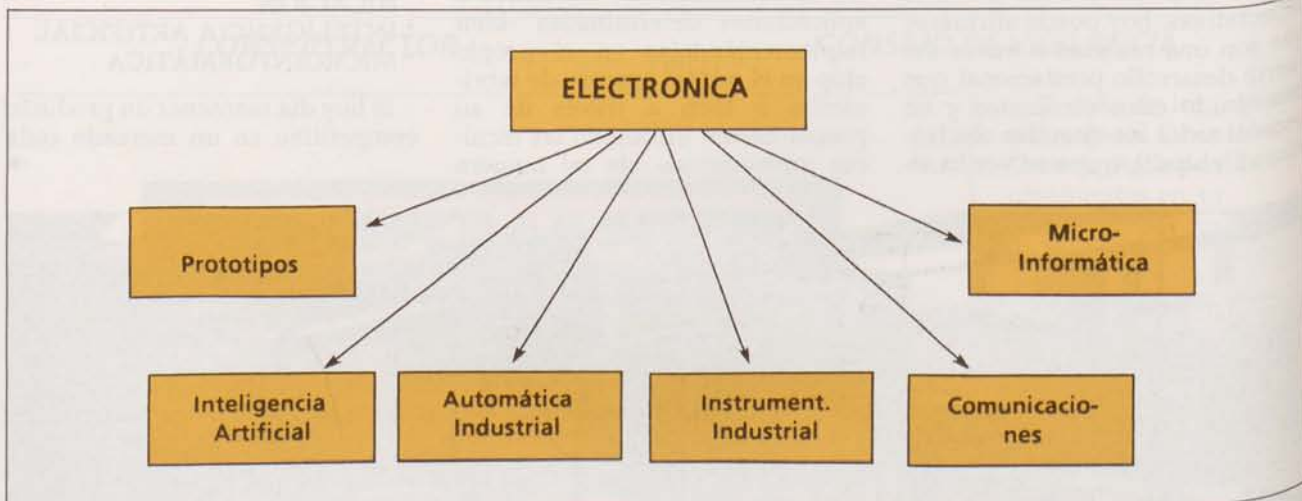 ELECTRONICA
Prototipos
Micro-
Informática
Inteligencia
Artificial
Automática
Industrial
Instrument.
Industrial
Comunicacio-
nes